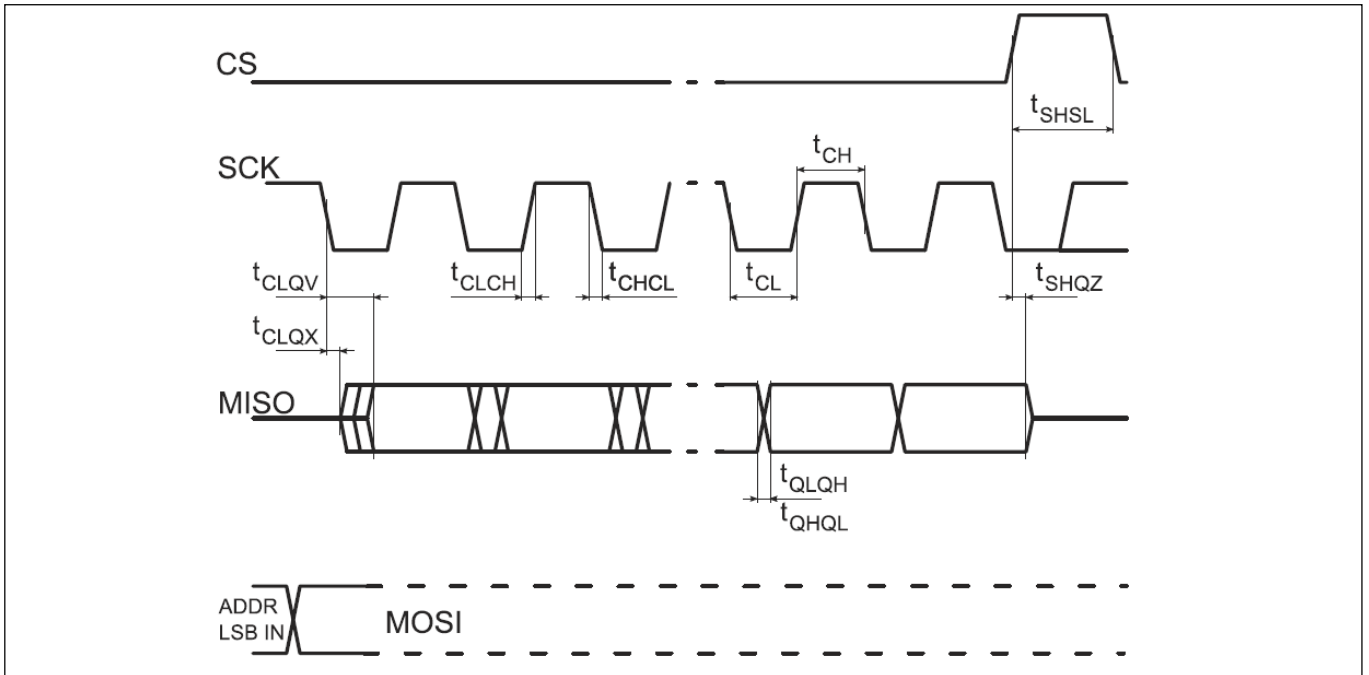 CS
tSHSL
tCH
SCK
tCLQV
tCLCH
tCHCL
tCL
tSHQZ
tCLQX
MISO
tQLQH
tQHQL
ADDR
LSB IN
MOSI